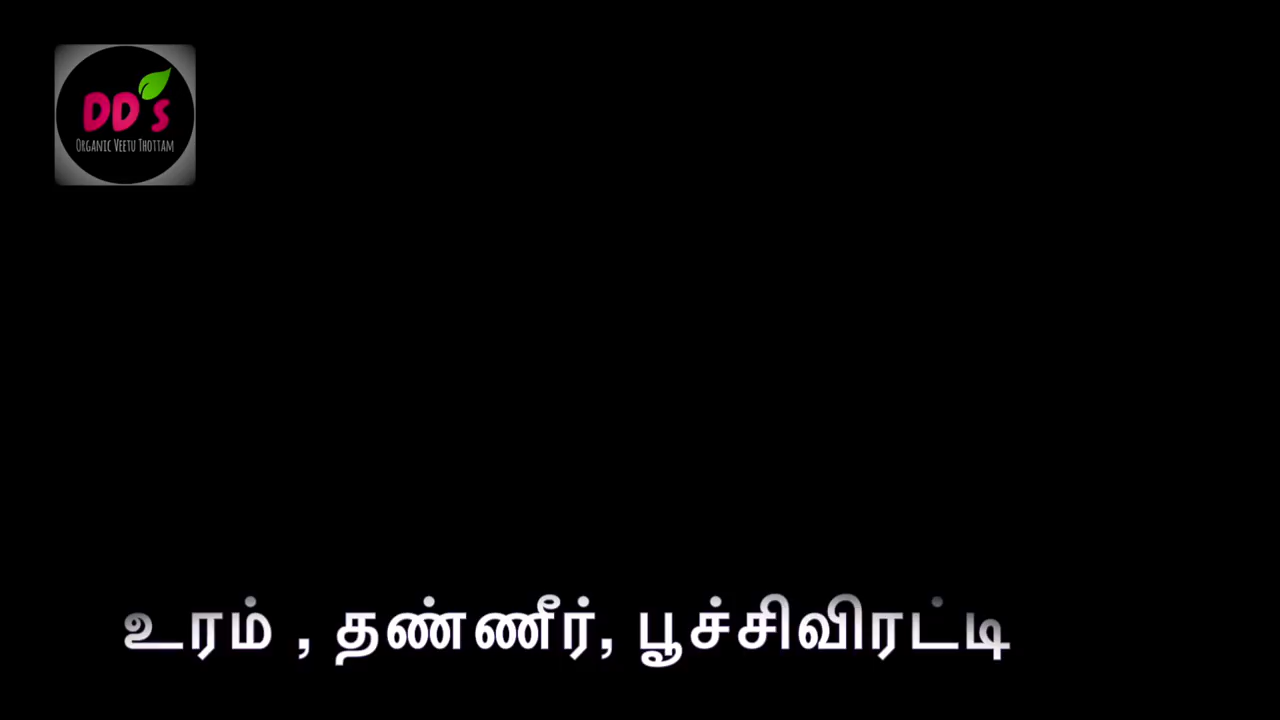 DD's
ORGANIC VEETU THOTTAM
உரம் , தண்ணீர், பூச்சிவிரட்டி